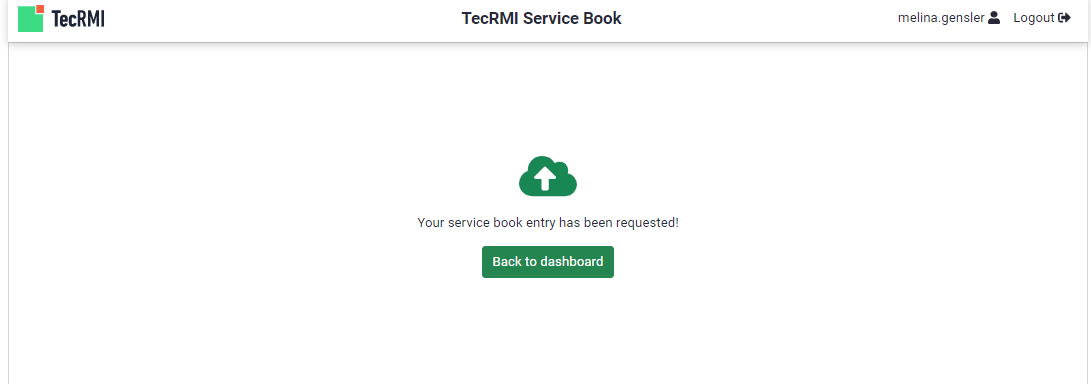 TecRMI
TecRMI Service Book
melina.gensler
Logout
Your service book entry has been requested!
Back to dashboard